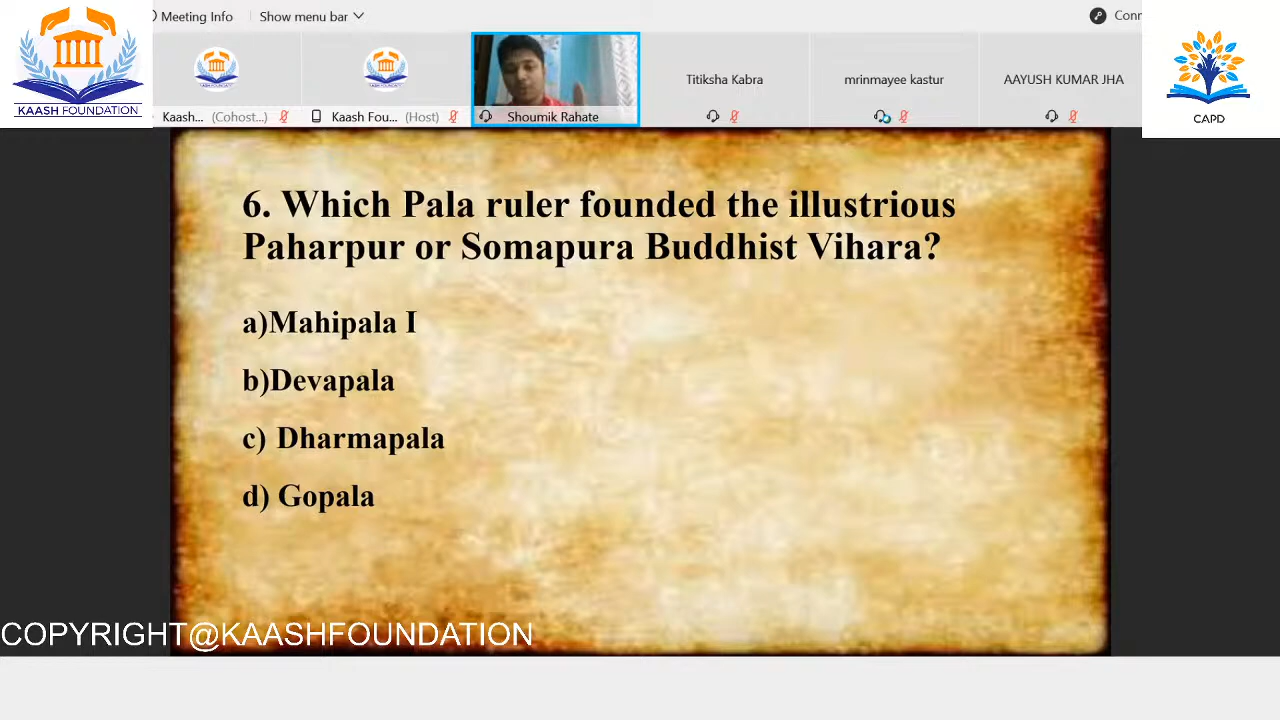 Meeting Info
Show menu bar
Conn
KAASH FOUNDATION
CAPD
Kaash... (Cohost...)
Kaash Fou... (Host)
Shoumik Rahate
Titiksha Kabra
mrinmayee kastur
AAYUSH KUMAR JHA
6. Which Pala ruler founded the illustrious
Paharpur or Somapura Buddhist Vihara?
a)Mahipala I
b)Devapala
c) Dharmapala
d) Gopala
COPYRIGHT@KAASHFOUNDATION